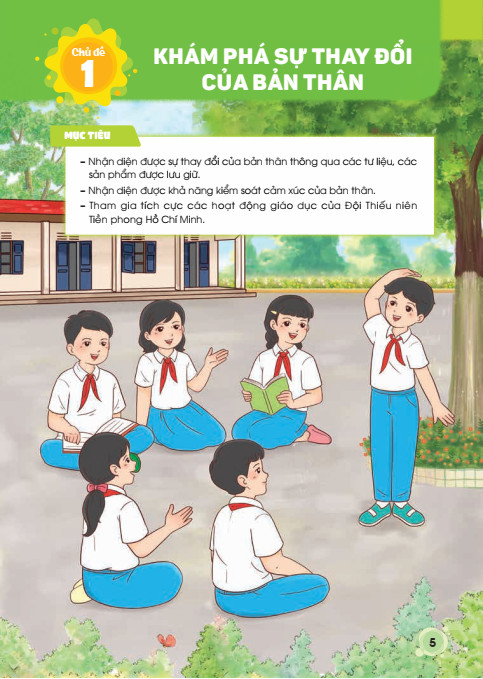 Chủ đề
1
KHÁM PHÁ SỰ THAY ĐỔI
CỦA BẢN THÂN
MỤC TIÊU
– Nhận diện được sự thay đổi của bản thân thông qua các tư liệu, các
sản phẩm được lưu giữ.
– Nhận diện được khả năng kiểm soát cảm xúc của bản thân.
– Tham gia tích cực các hoạt động giáo dục của Đội Thiếu niên
Tiền phong Hồ Chí Minh.
5